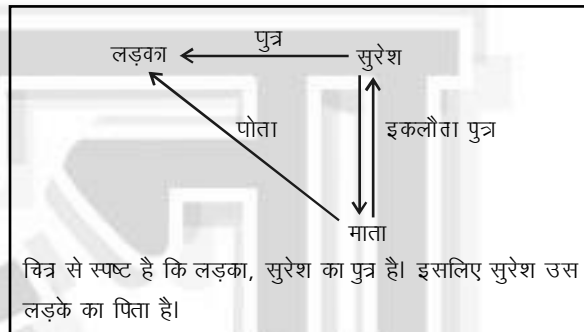 पुत्र
लड़का सुरेश
पोता इकलौता पुत्र
माता
चित्र से स्पष्ट है कि लड़का, सुरेश का पुत्र है। इसलिए सुरेश उस
लड़के का पिता है।